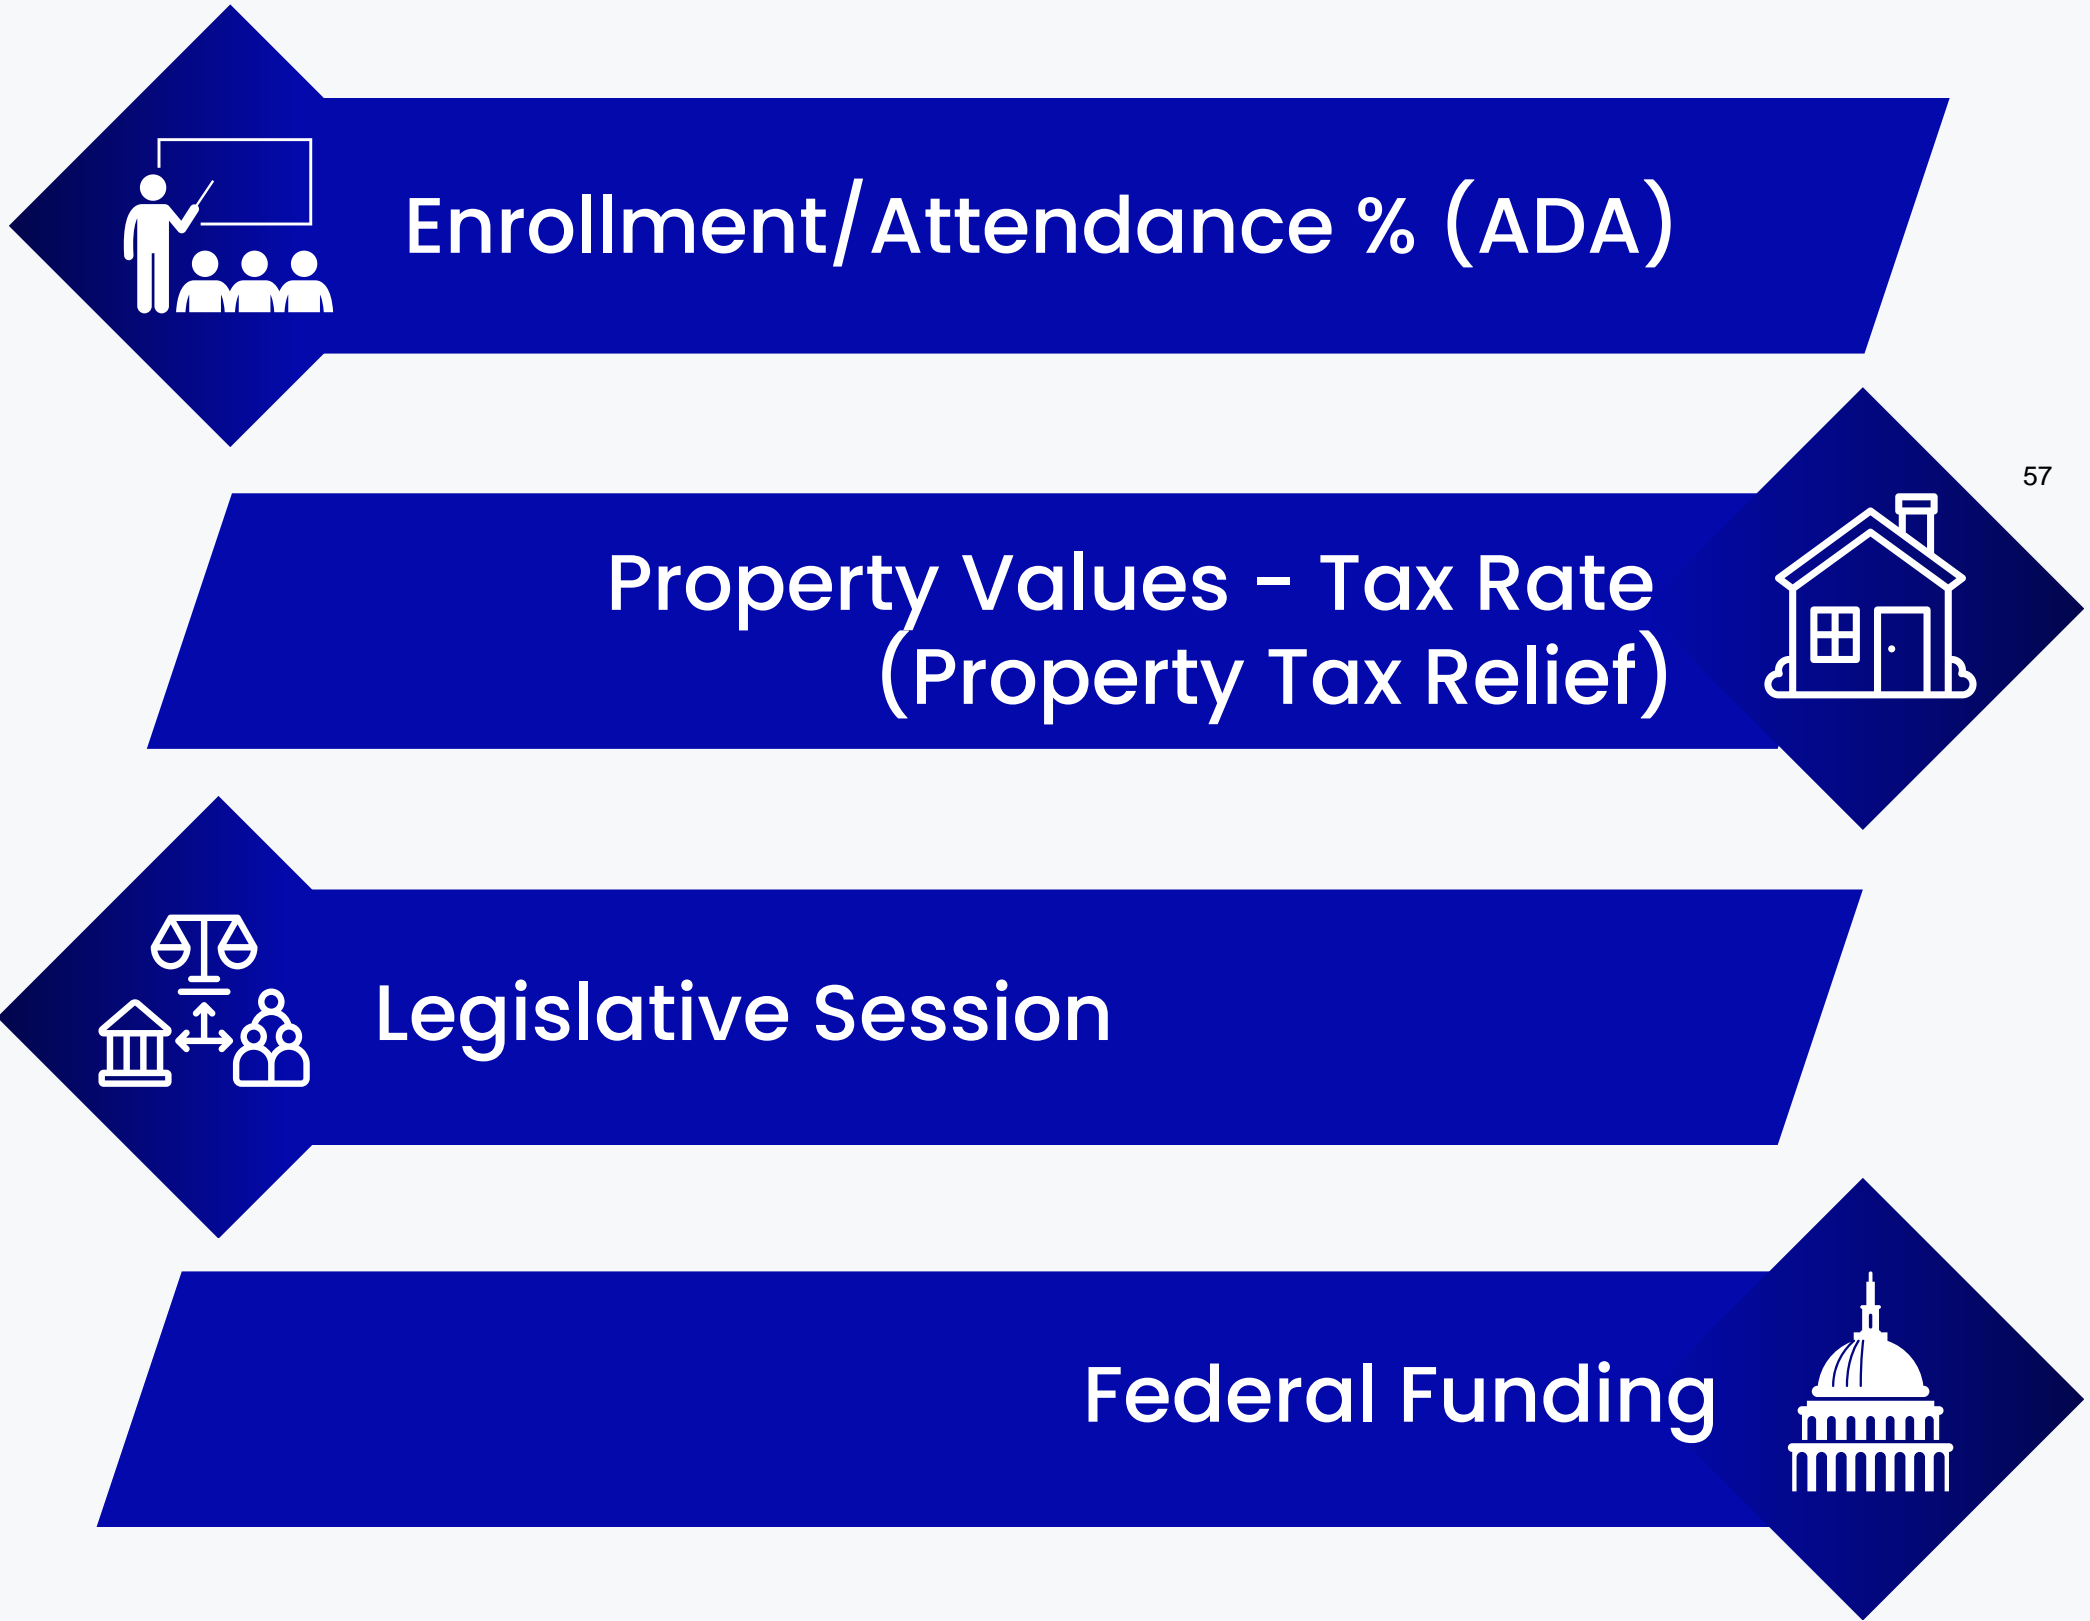 Enrollment/Attendance % (ADA)
57
Property Values - Tax Rate
(Property Tax Relief)
Legislative Session
Federal Funding